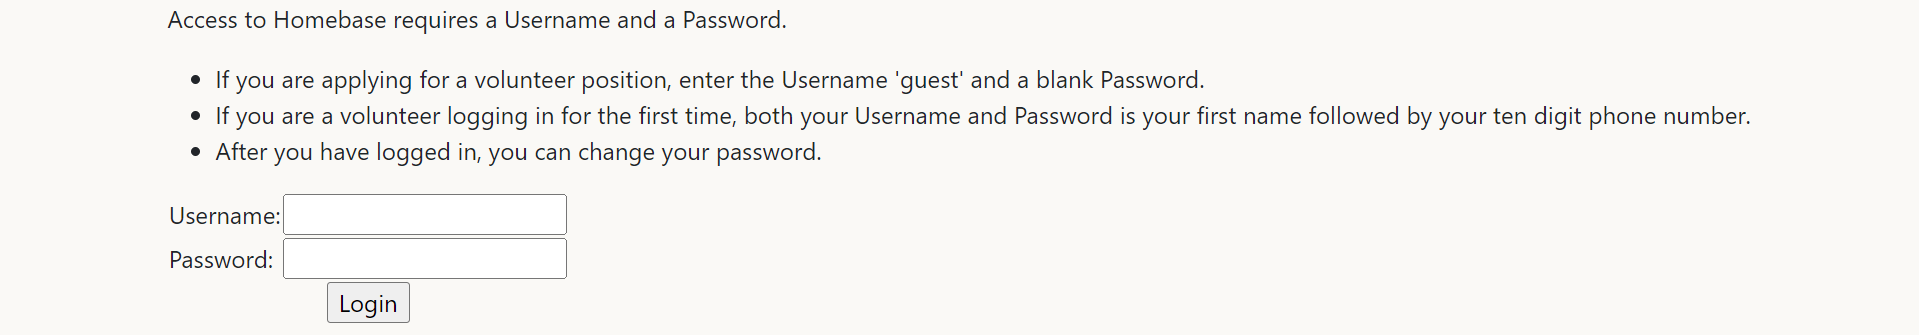 Access to Homebase requires a Username and a Password.
• If you are applying for a volunteer position, enter the Username 'guest' and a blank Password.
• If you are a volunteer logging in for the first time, both your Username and Password is your first name followed by your ten digit phone number.
• After you have logged in, you can change your password.
Username:
Password:
Login